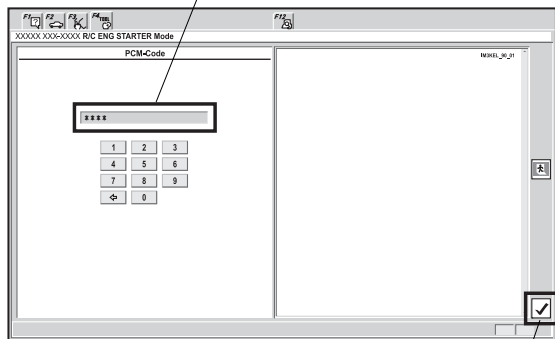 F1 F2 F3 F4 TOOL F12
XXXXX XXX-XXXX R/C ENG STARTER Mode
PCM-Code
IM3KEL_90_01
****
1 2 3
4 5 6
7 8 9
0